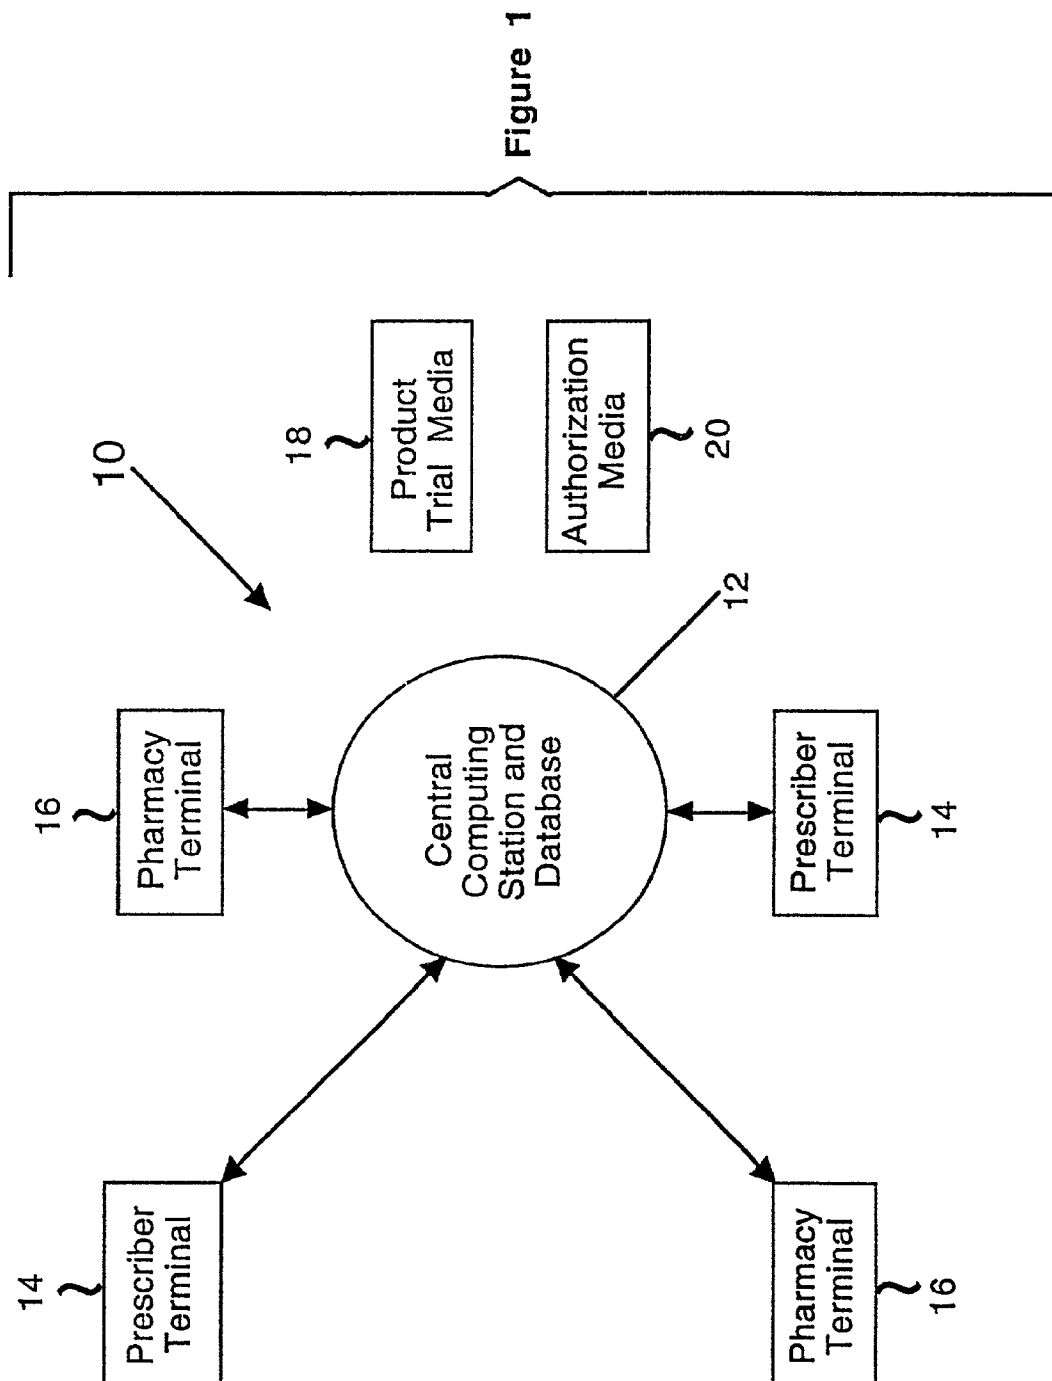 14
Prescriber
Terminal
16
Pharmacy
Terminal
10
18
Product
Trial Media
Central
Computing
Station and
Database
12
Authorization
Media
20
Pharmacy
Terminal
16
Prescriber
Terminal
14
Figure 1